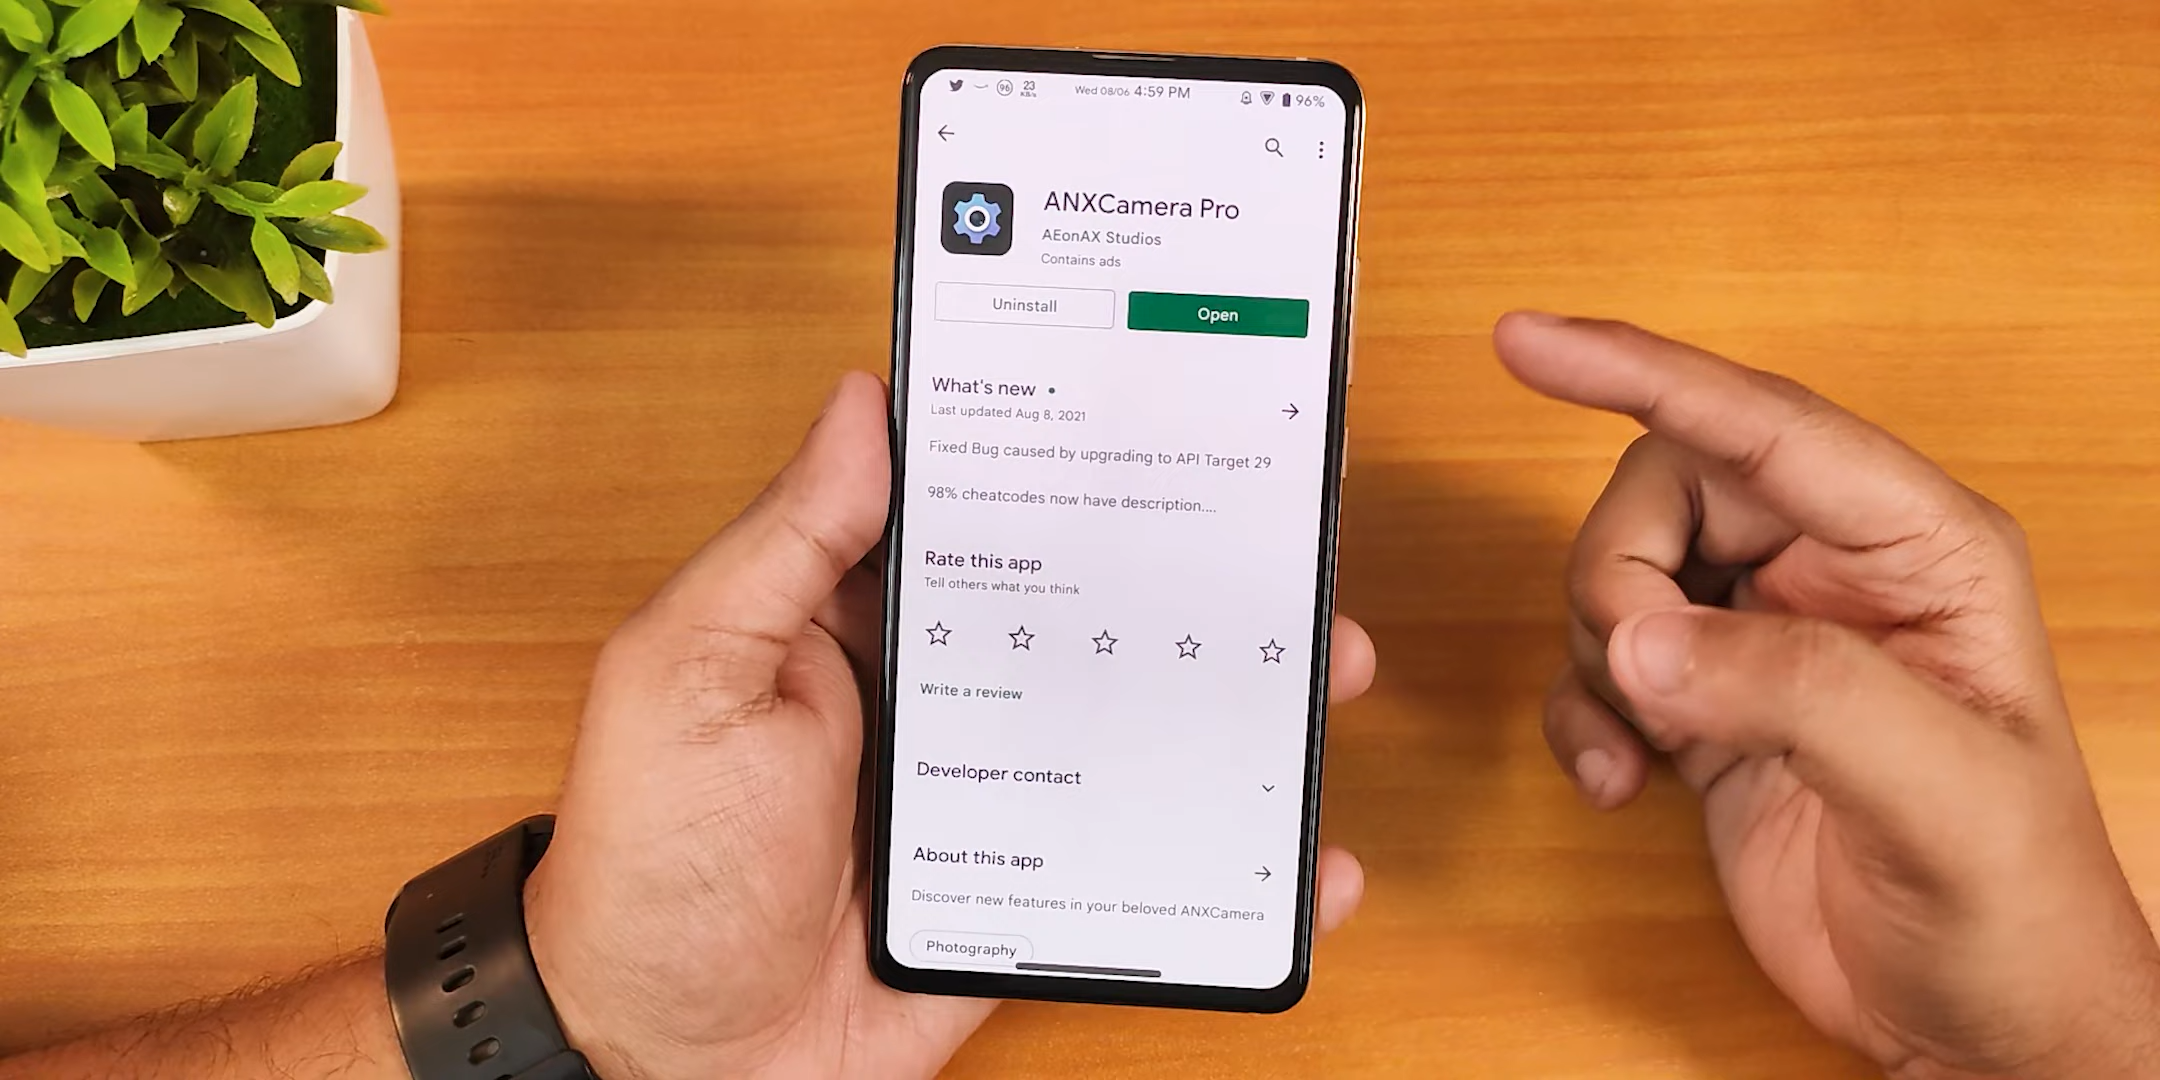 96 23 KB/s Wed 08/06 4:59 PM 96%
ANXCamera Pro
AEonAX Studios
Contains ads
Uninstall Open
What's new
Last updated Aug 8, 2021
Fixed Bug caused by upgrading to API Target 29
98% cheatcodes now have description....
Rate this app
Tell others what you think
Write a review
Developer contact
About this app
Discover new features in your beloved ANXCamera
Photography